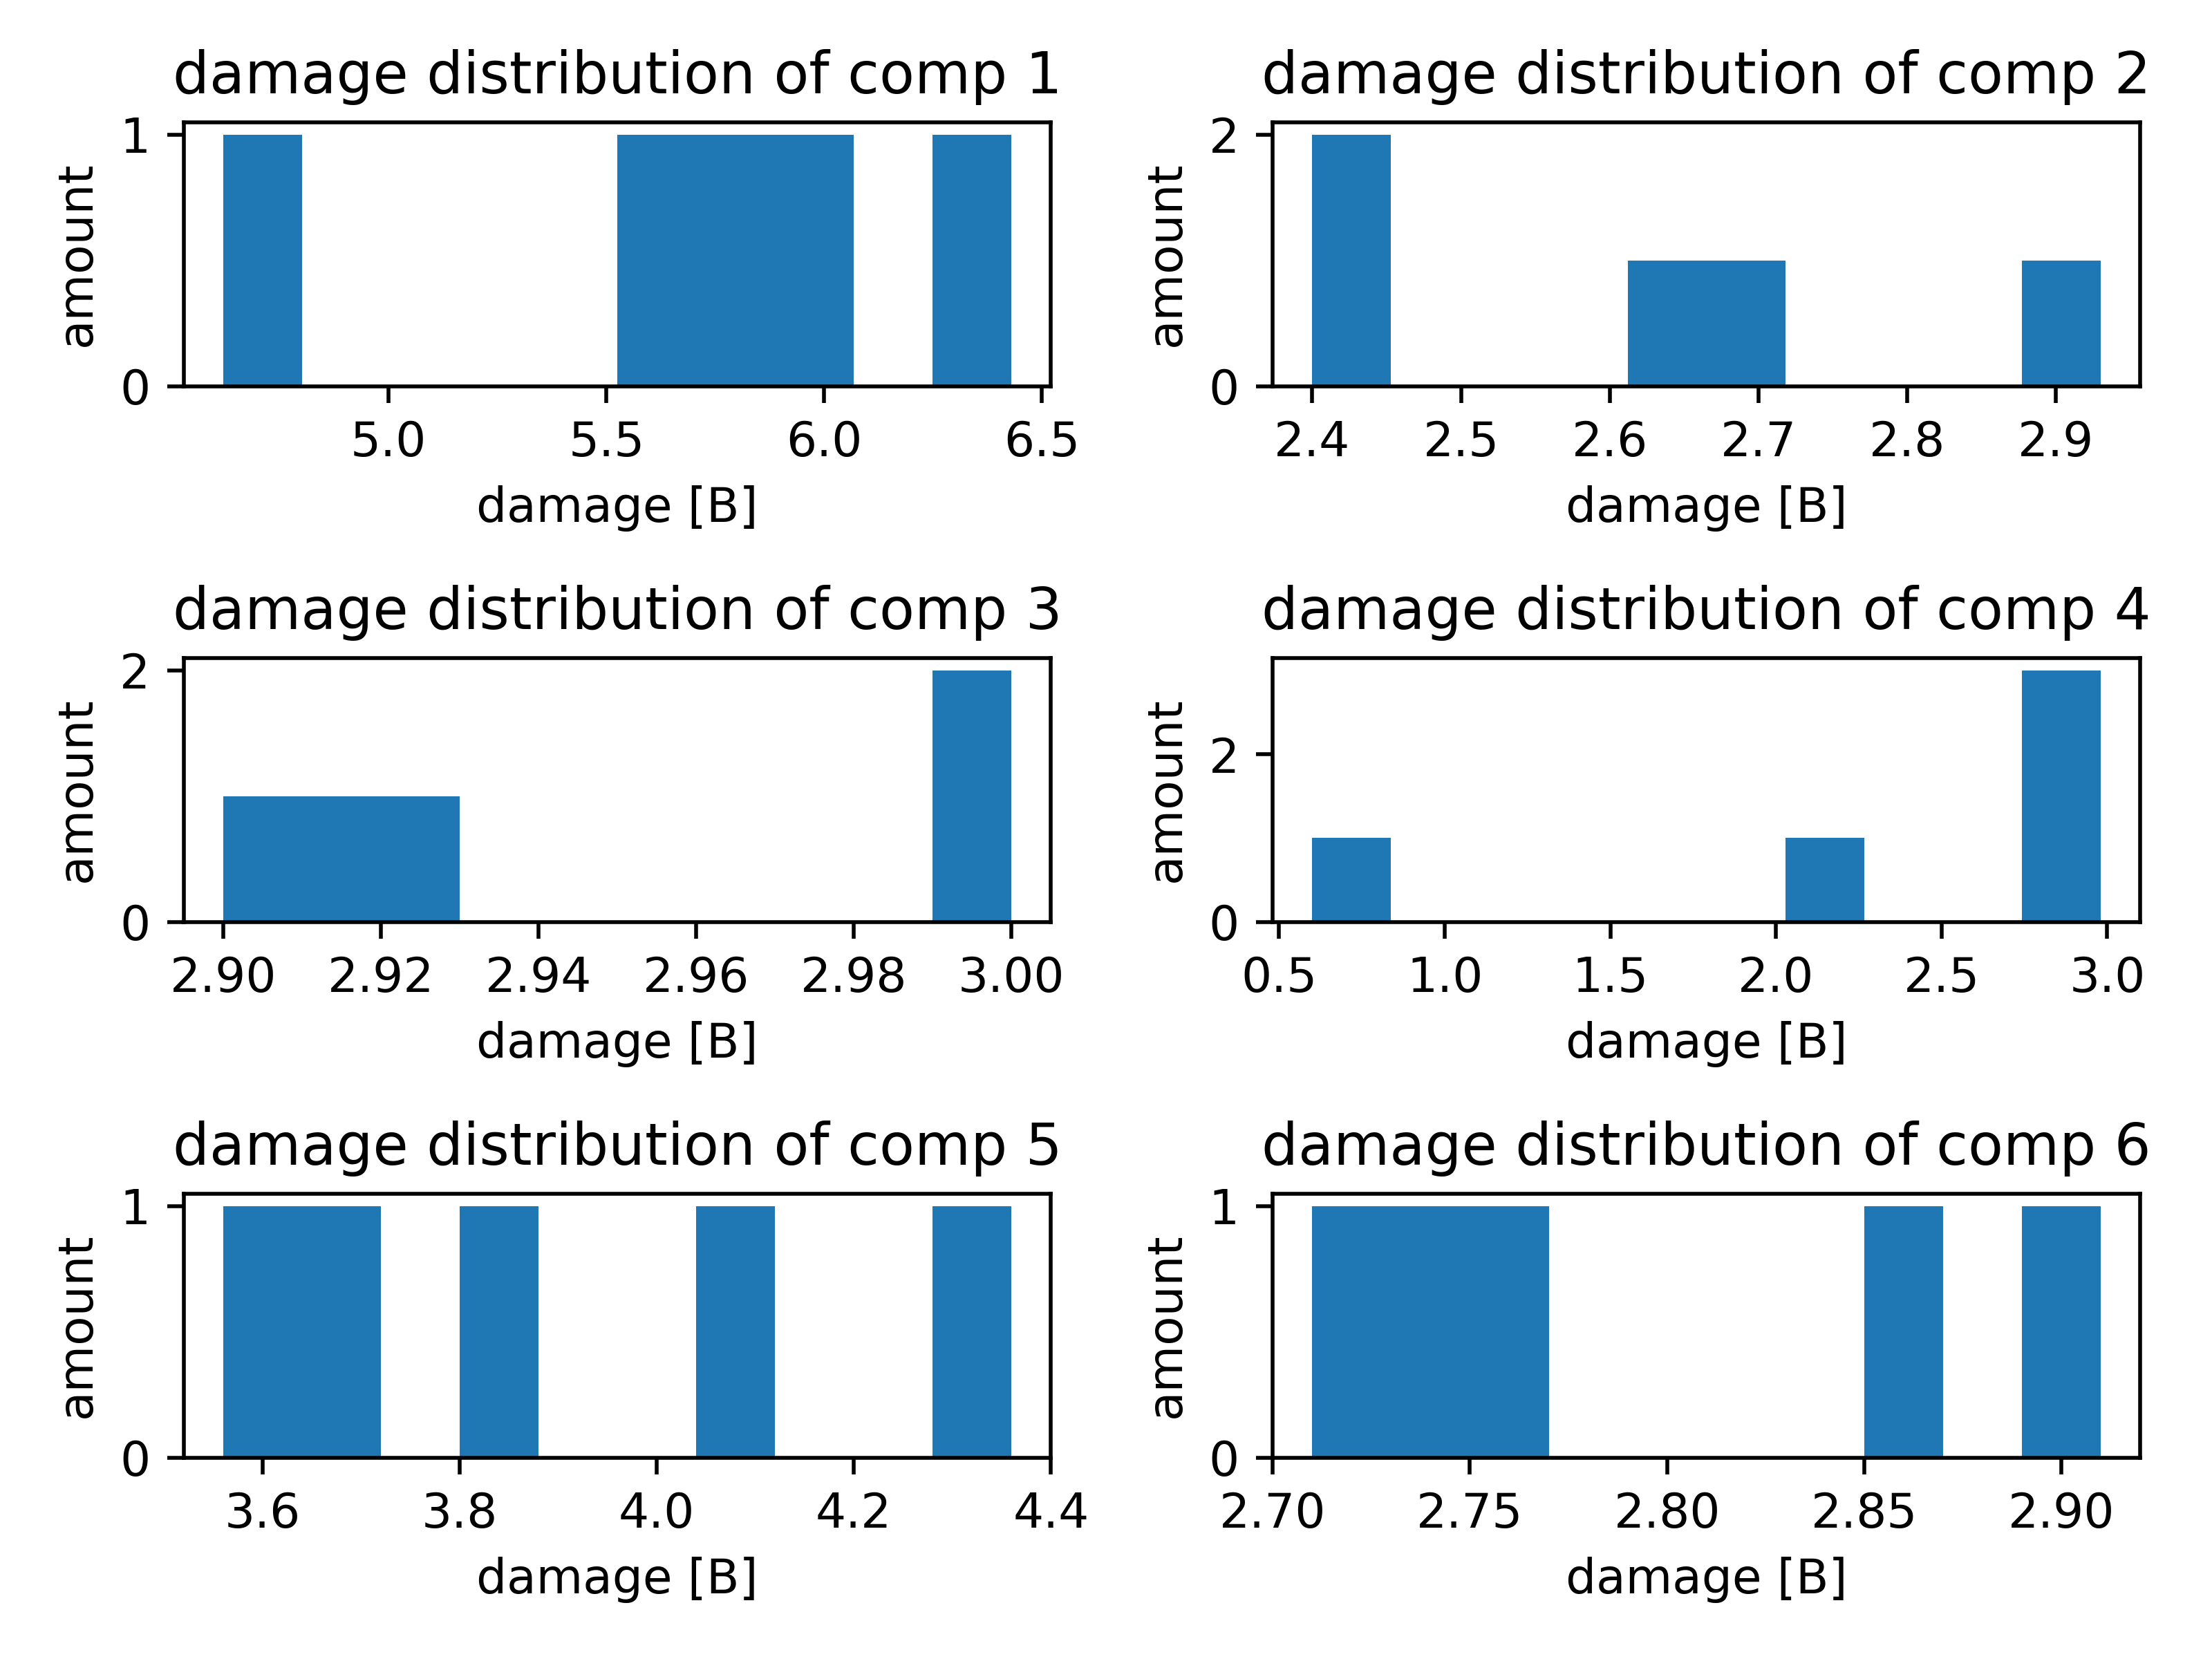 damage distribution of comp 1
amount
1
0
5.0 5.5 6.0 6.5
damage [B]
damage distribution of comp 2
amount
2
0
2.4 2.5 2.6 2.7 2.8 2.9
damage [B]
damage distribution of comp 3
amount
2
0
2.90 2.92 2.94 2.96 2.98 3.00
damage [B]
damage distribution of comp 4
amount
2
0
0.5 1.0 1.5 2.0 2.5 3.0
damage [B]
damage distribution of comp 5
amount
1
0
3.6 3.8 4.0 4.2 4.4
damage [B]
damage distribution of comp 6
amount
1
0
2.70 2.75 2.80 2.85 2.90
damage [B]